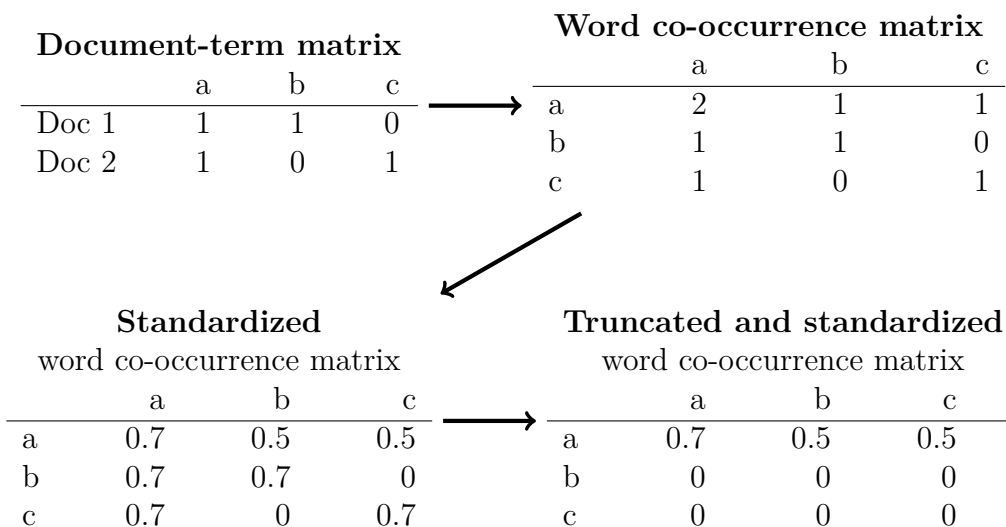 Document-term matrix
a b c
Doc 1 1 1 0
Doc 2 1 0 1
Word co-occurrence matrix
a b c
a 2 1 1
b 1 1 0
c 1 0 1
Standardized
word co-occurrence matrix
a b c
a 0.7 0.5 0.5
b 0.7 0.7 0
c 0.7 0 0.7
Truncated and standardized
word co-occurrence matrix
a b c
a 0.7 0.5 0.5
b 0 0 0
c 0 0 0